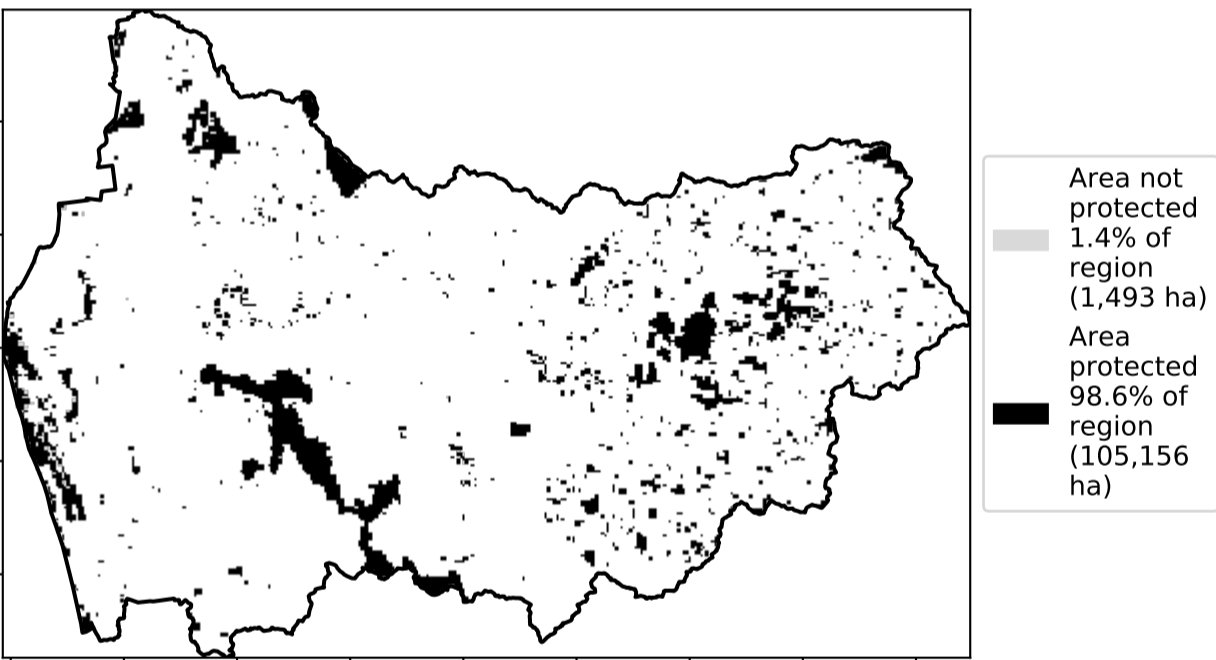 Area not
protected
1.4% of
region
(1,493 ha)
Area
protected
98.6% of
region
(105,156
ha)